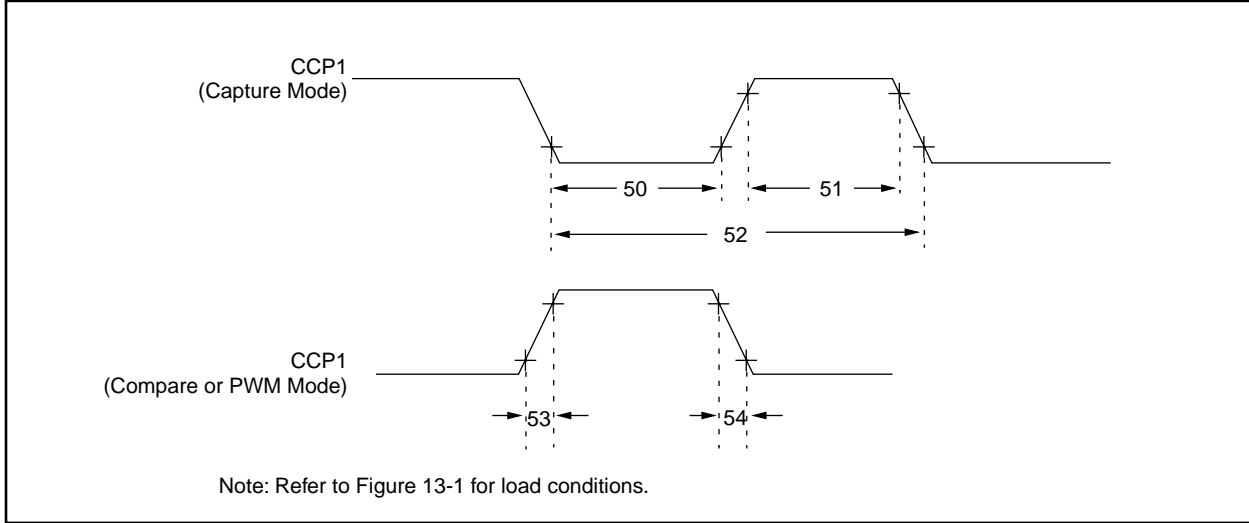 CCP1
(Capture Mode)
50
51
52
CCP1
(Compare or PWM Mode)
53
54
Note: Refer to Figure 13-1 for load conditions.